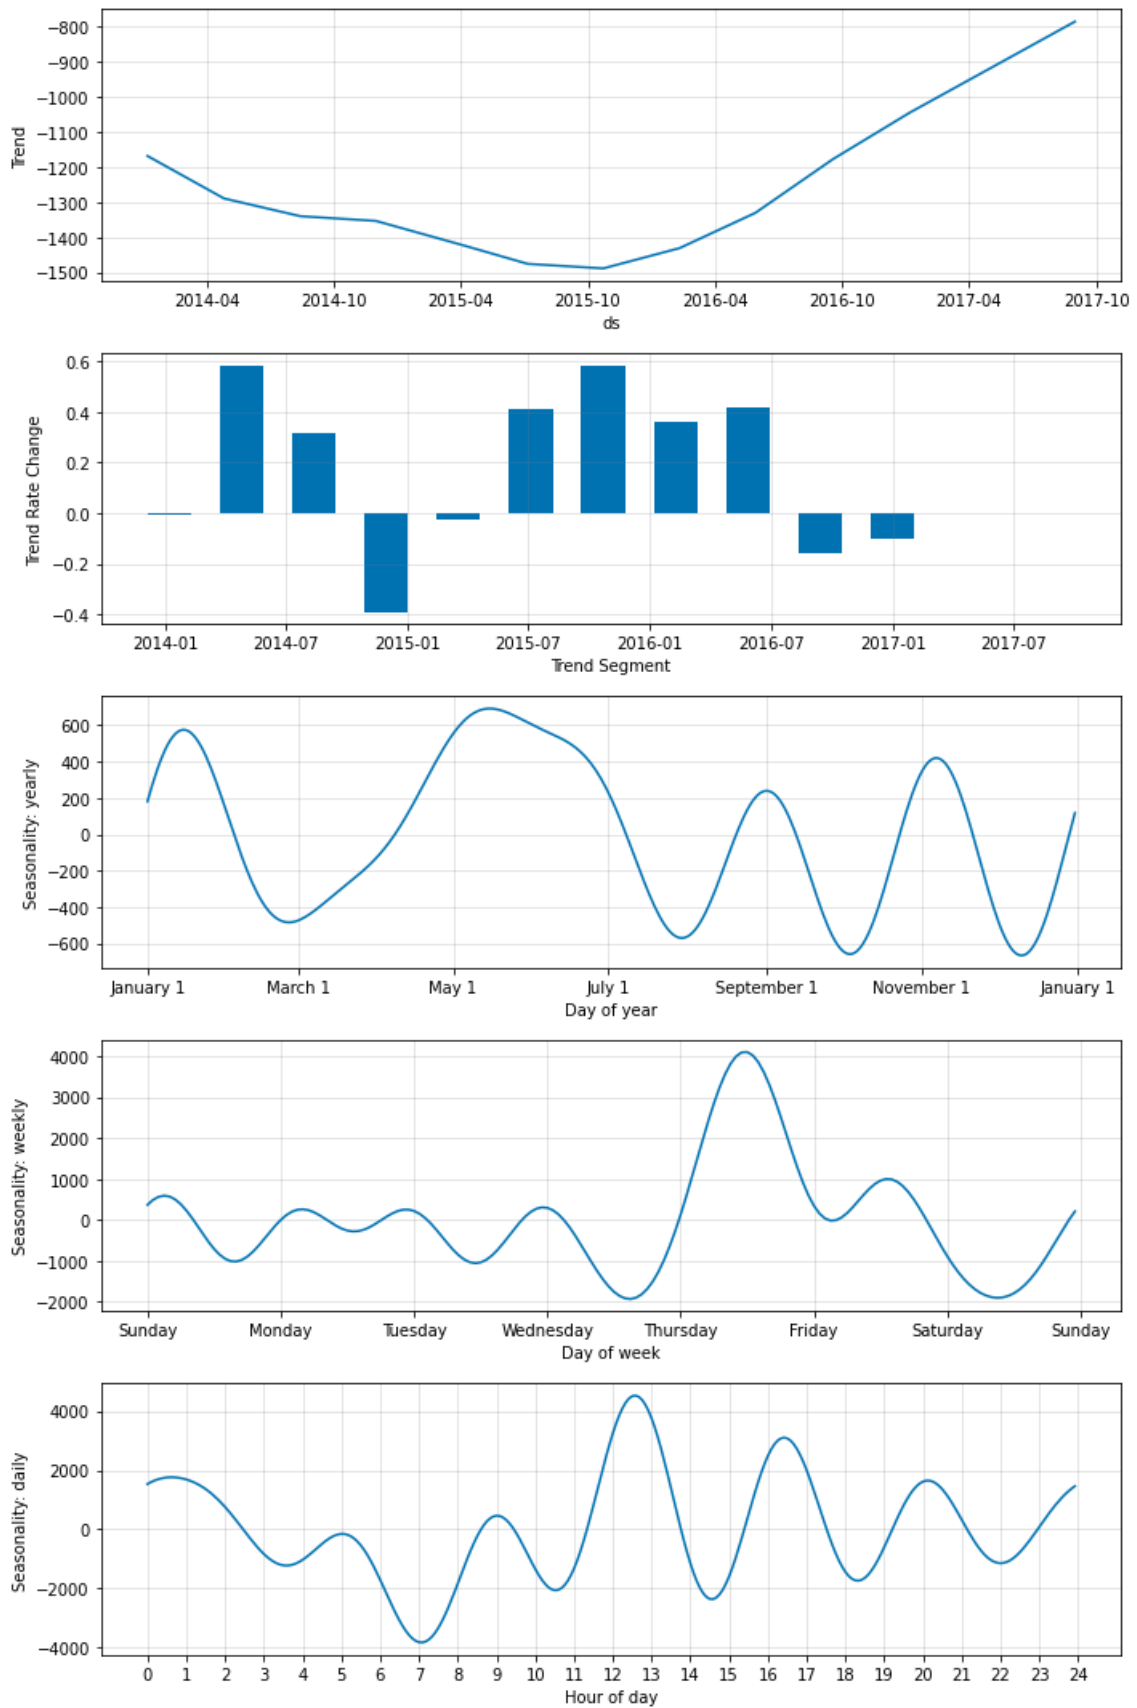 −800
−900
−1000
−1100
−1200
−1300
−1400
−1500
Trend
2014-04 2014-10 2015-04 2015-10 2016-04 2016-10 2017-04 2017-10
ds
0.6
0.4
0.2
0.0
−0.2
−0.4
Trend Rate Change
2014-01 2014-07 2015-01 2015-07 2016-01 2016-07 2017-01 2017-07
Trend Segment
600
400
200
0
−200
−400
−600
Seasonality: yearly
January 1 March 1 May 1 July 1 September 1 November 1 January 1
Day of year
4000
3000
2000
1000
0
−1000
−2000
Seasonality: weekly
Sunday Monday Tuesday Wednesday Thursday Friday Saturday Sunday
Day of week
4000
2000
0
−2000
−4000
Seasonality: daily
0 1 2 3 4 5 6 7 8 9 10 11 12 13 14 15 16 17 18 19 20 21 22 23 24
Hour of day